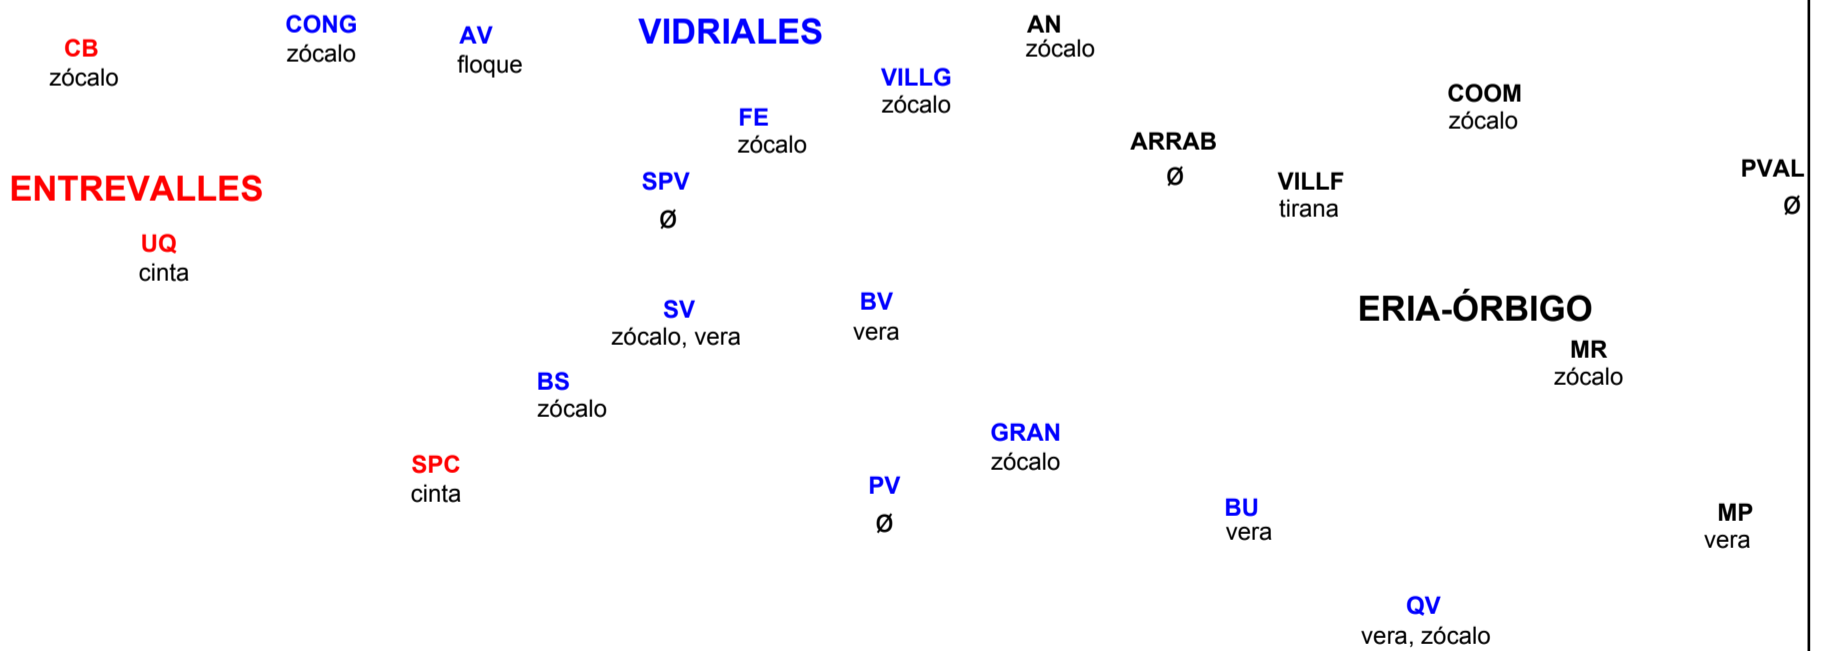 CB
zócalo
CONG
zócalo
AV
floque
VIDRIALES
VILLG
zócalo
AN
zócalo
FE
zócalo
COOM
zócalo
ARRAB
Ø
VILLF
tirana
PVAL
Ø
ENTREVALLES
SPV
Ø
UQ
cinta
SV
zócalo, vera
BV
vera
ERIA-ÓRBIGO
MR
zócalo
BS
zócalo
GRAN
zócalo
SPC
cinta
PV
Ø
BU
vera
MP
vera
QV
vera, zócalo